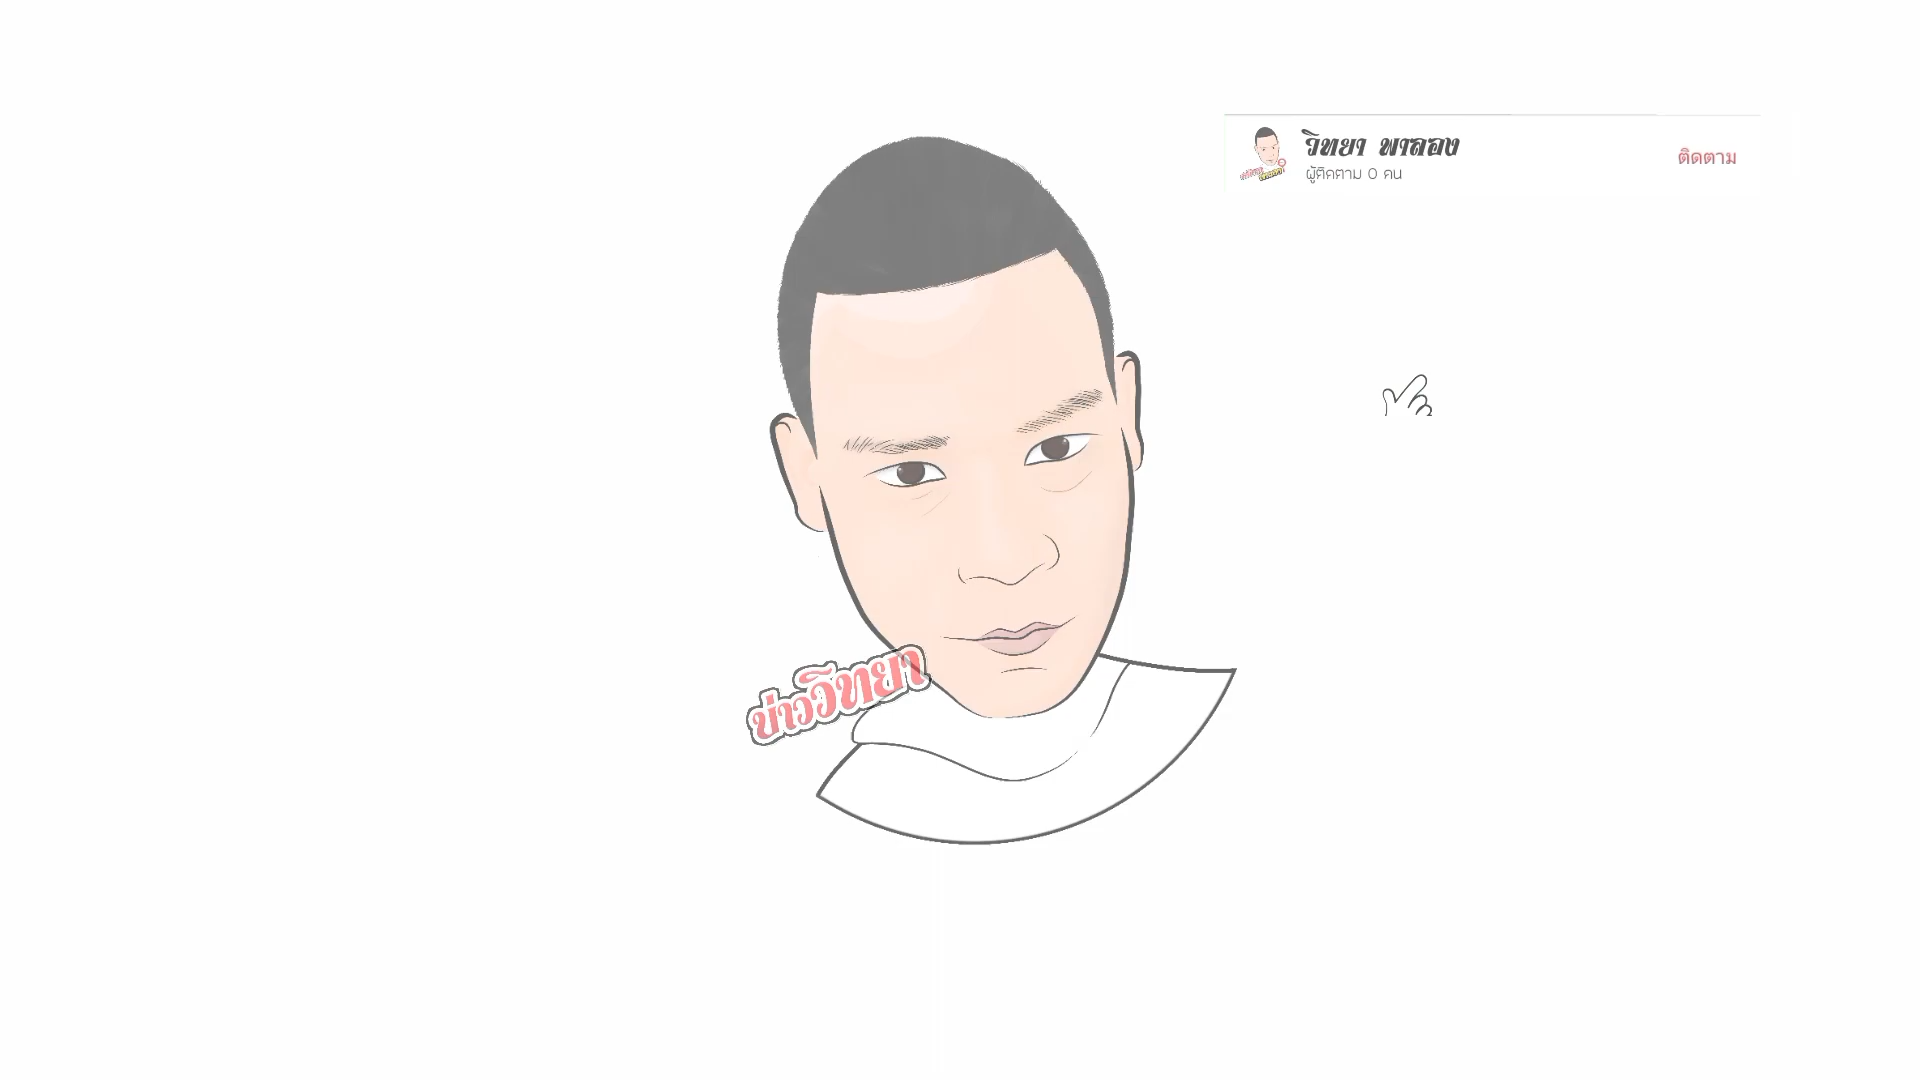 วิทยา พาลอง
ผู้ติดตาม 0 คน
ติดตาม
ข่าววิทยา